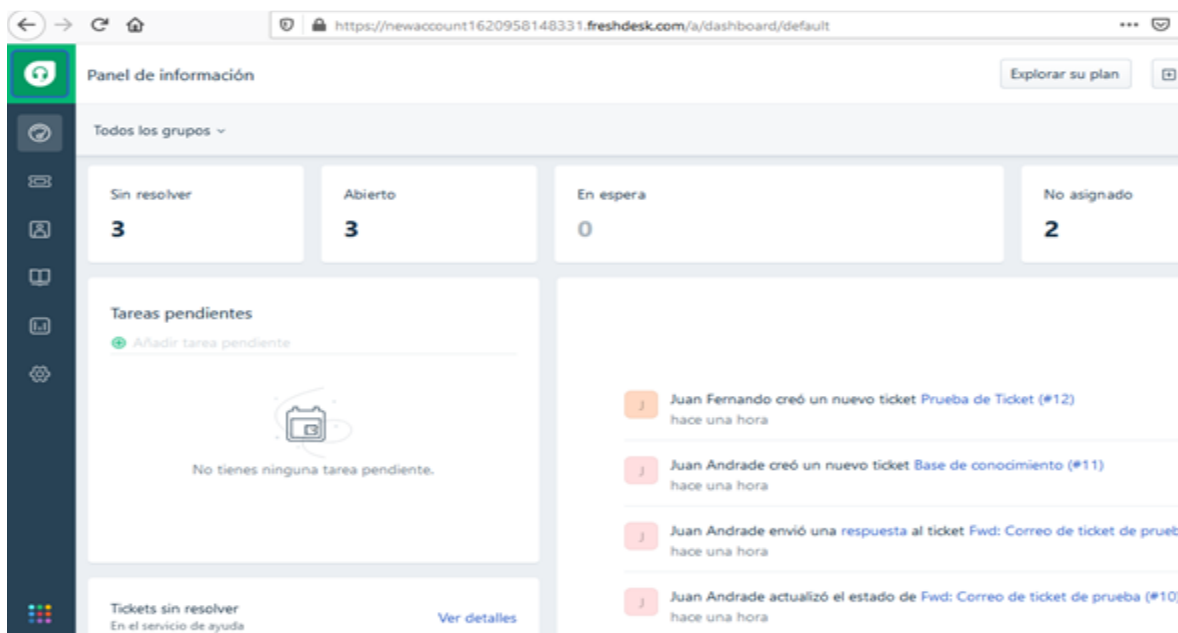 https://newaccount1620958148331.freshdesk.com/a/dashboard/default
Panel de información
Explorar su plan
Todos los grupos
Sin resolver
3
Abierto
3
En espera
0
No asignado
2
Tareas pendientes
Añadir tarea pendiente
No tienes ninguna tarea pendiente.
Tickets sin resolver
En el servicio de ayuda
Ver detalles
J
Juan Fernando creó un nuevo ticket Prueba de Ticket (#12)
hace una hora
J
Juan Andrade creó un nuevo ticket Base de conocimiento (#11)
hace una hora
J
Juan Andrade envió una respuesta al ticket Fwd: Correo de ticket de prueb
hace una hora
J
Juan Andrade actualizó el estado de Fwd: Correo de ticket de prueba (#10)
hace una hora